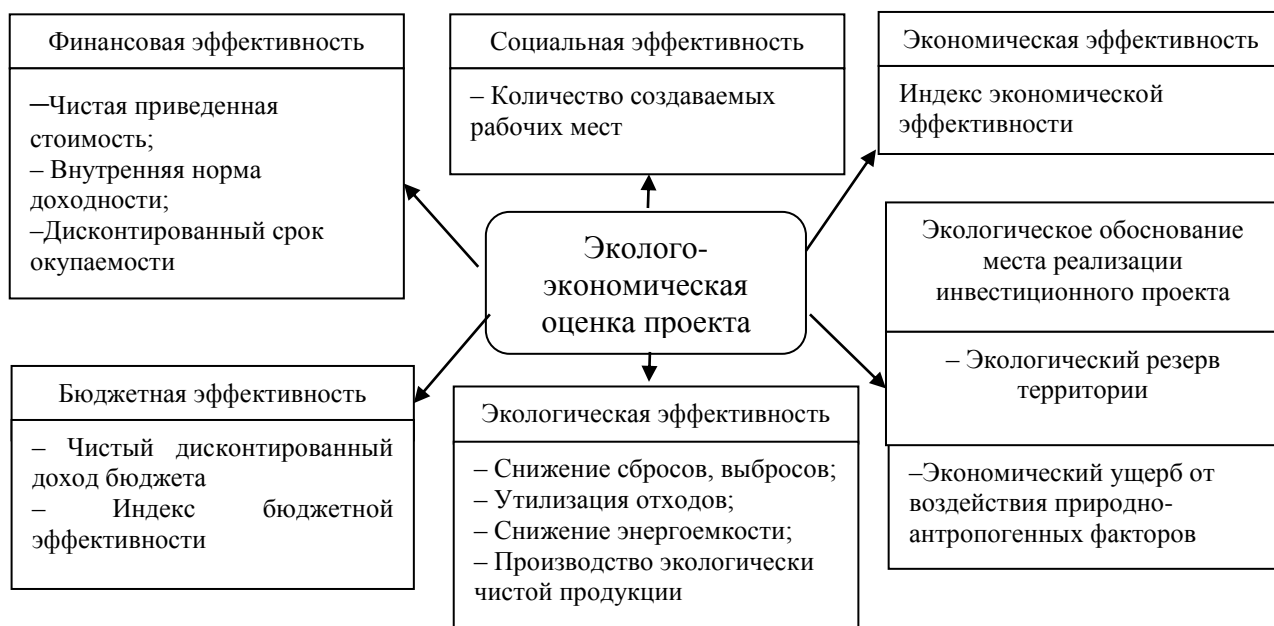 Финансовая эффективность
—Чистая приведенная
стоимость;
– Внутренняя норма
доходности;
–Дисконтированный срок
окупаемости
Социальная эффективность
– Количество создаваемых
рабочих мест
Экономическая эффективность
Индекс экономической
эффективности
Эколого-
экономическая
оценка проекта
Экологическое обоснование
места реализации
инвестиционного проекта
– Экологический резерв
территории
–Экономический ущерб от
воздействия природно-
антропогенных факторов
Бюджетная эффективность
– Чистый дисконтированный
доход бюджета
– Индекс бюджетной
эффективности
Экологическая эффективность
– Снижение сбросов, выбросов;
– Утилизация отходов;
– Снижение энергоемкости;
– Производство экологически
чистой продукции